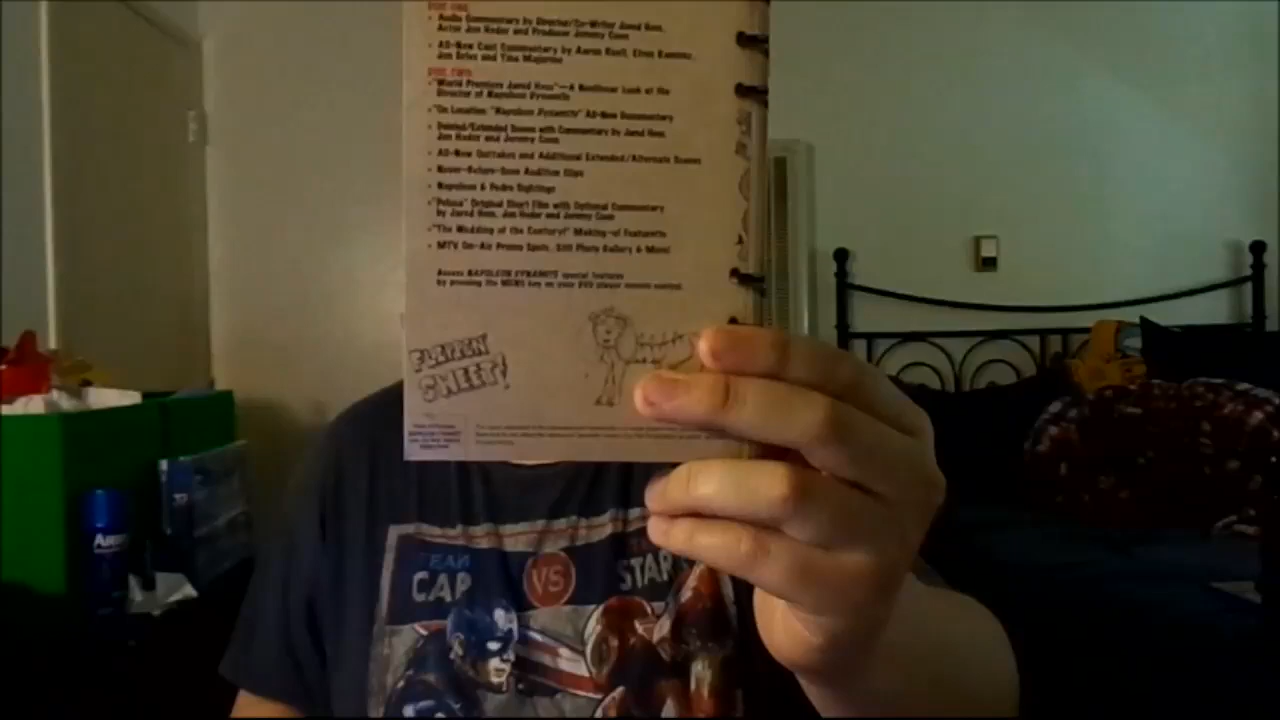 DISC ONE
• Audio Commentary by Director/Co-Writer Jared Hess,
Actor Jon Heder and Producer Jeremy Coon
• All-New Cast Commentary by Aaron Ruell, Efren Ramirez,
Jon Gries and Tina Majorino
DISC TWO
• "World Premiere Jared Hess"—A Nonlinear Look at the
Director of Napoleon Dynamite
• "On Location: "Napoleon Dynamite" All-New Documentary
• Deleted/Extended Scenes with Commentary by Jared Hess,
Jon Heder and Jeremy Coon
• All-New Outtakes and Additional Extended/Alternate Scenes
• Never-Before-Seen Audition Clips
• Napoleon & Pedro Sightings
• "Peluca" Original Short Film with Optional Commentary
by Jared Hess, Jon Heder and Jeremy Coon
• "The Wedding of the Century!" Making-of Featurette
• MTV On-Air Promo Spots, Still Photo Gallery & More!
Access NAPOLEON DYNAMITE special features
by pressing the MENU key on your DVD player remote control.
FLIPPIN'
SWEET!
TEAM
CAP
VS
STAR